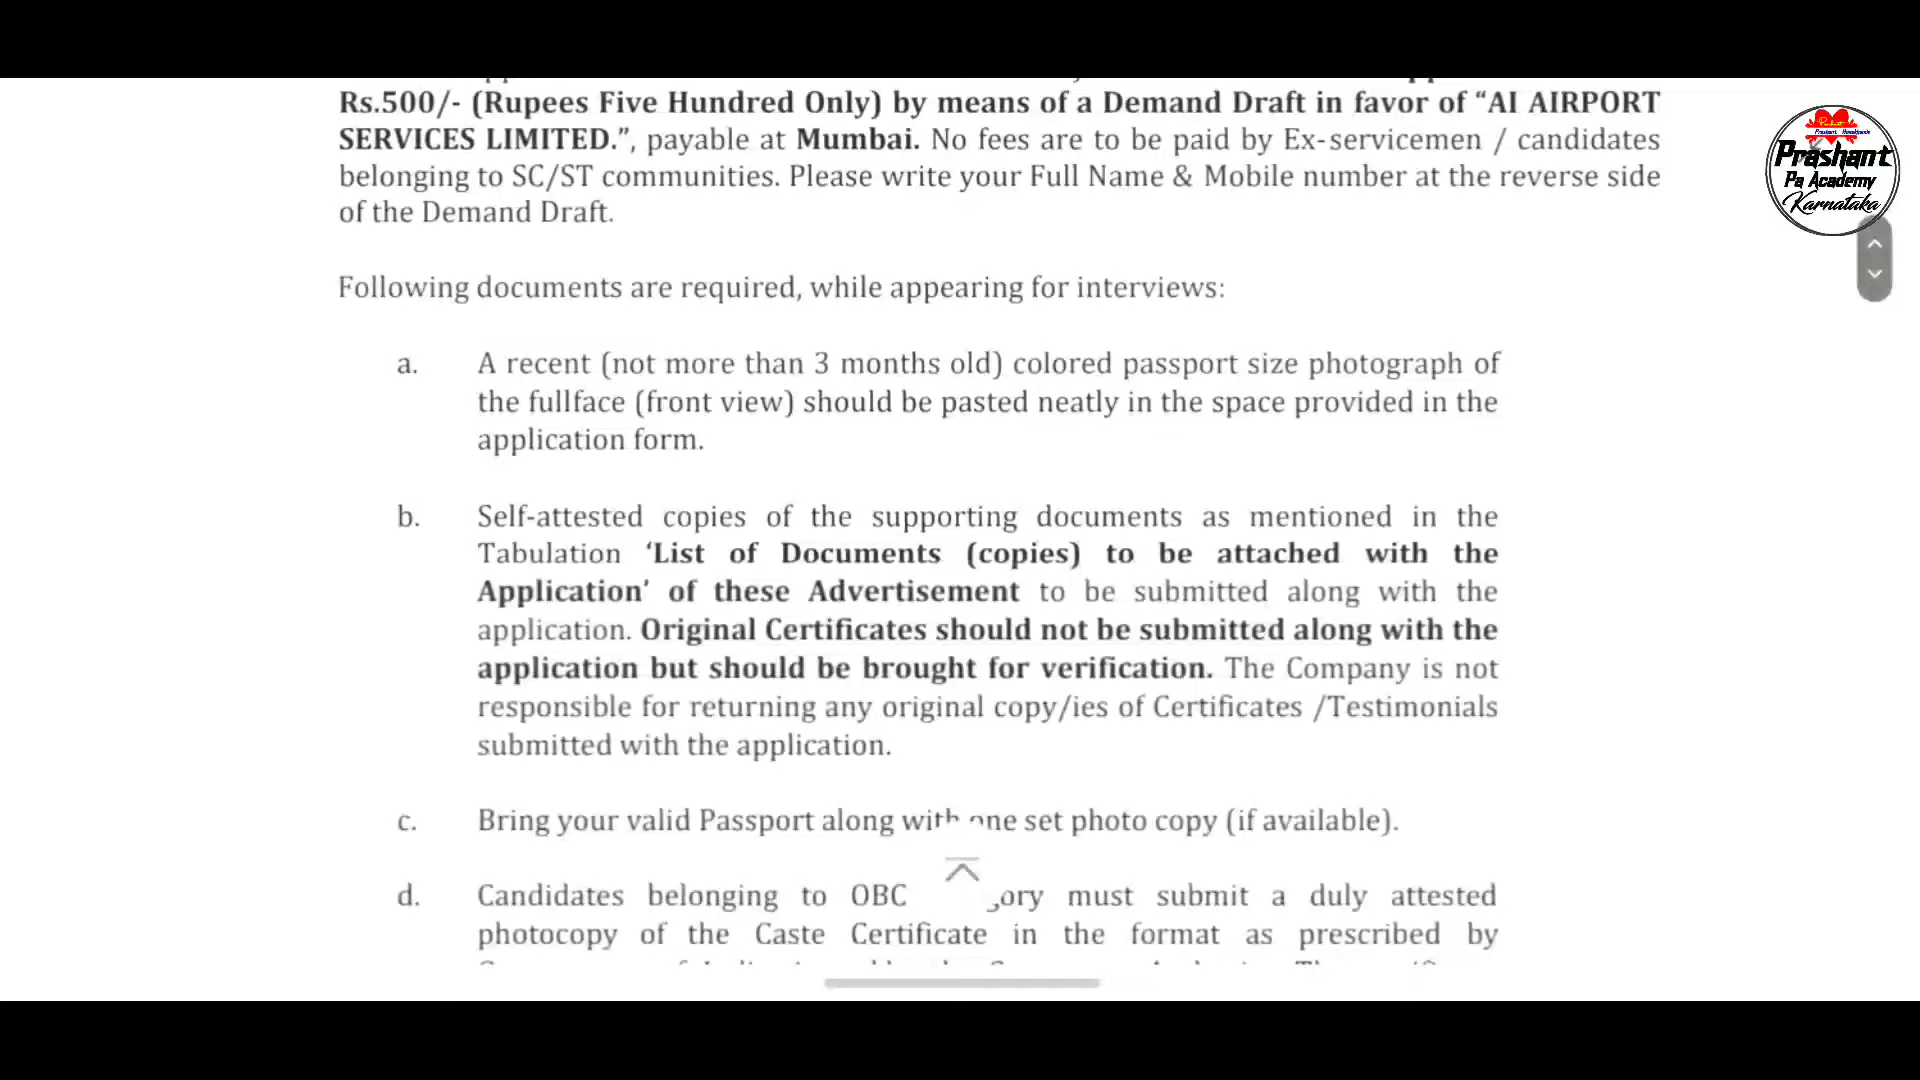 Rs.500/- (Rupees Five Hundred Only) by means of a Demand Draft in favor of “AI AIRPORT
SERVICES LIMITED.”, payable at Mumbai. No fees are to be paid by Ex-servicemen / candidates
belonging to SC/ST communities. Please write your Full Name & Mobile number at the reverse side
of the Demand Draft.
Following documents are required, while appearing for interviews:
a. A recent (not more than 3 months old) colored passport size photograph of
the fullface (front view) should be pasted neatly in the space provided in the
application form.
b. Self-attested copies of the supporting documents as mentioned in the
Tabulation ‘List of Documents (copies) to be attached with the
Application’ of these Advertisement to be submitted along with the
application. Original Certificates should not be submitted along with the
application but should be brought for verification. The Company is not
responsible for returning any original copy/ies of Certificates /Testimonials
submitted with the application.
c. Bring your valid Passport along with one set photo copy (if available).
d. Candidates belonging to OBC must submit a duly attested
photocopy of the Caste Certificate in the format as prescribed by
Prashant
Pa Academy
Karnataka